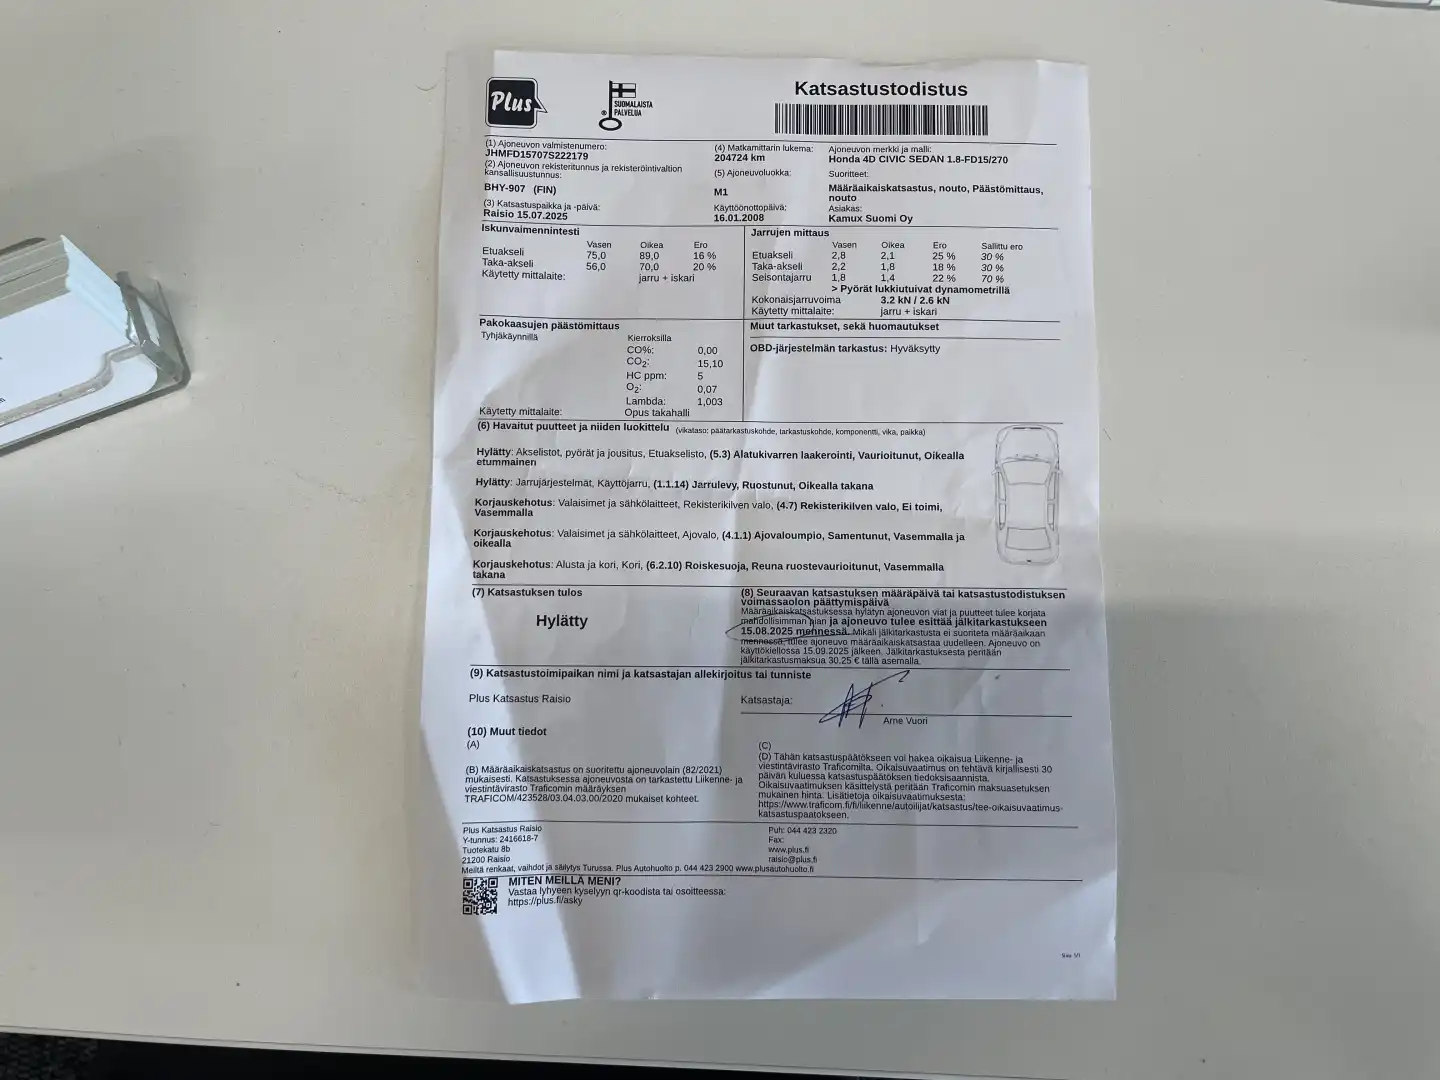 Plus
SUOMALAISTA
PALVELUA
Katsastustodistus
(1) Ajoneuvon valmistenumero:
JHMFD15707S222179
(4) Matkamittarin lukema:
204724 km
Ajoneuvon merkki ja malli:
Honda 4D CIVIC SEDAN 1.8-FD15/270
(2) Ajoneuvon rekisteritunnus ja rekisteröintivaltion
kansallisuustunnus:
BHY-907 (FIN)
(5) Ajoneuvoluokka:
M1
Suoritteet:
Määräaikaiskatsastus, nouto, Päästömittaus,
nouto
(3) Katsastuspaikka ja -päivä:
Raisio 15.07.2025
Käyttöönottopäivä:
16.01.2008
Asiakas:
Kamux Suomi Oy
Iskunvaimennintesti
Vasen Oikea Ero
Etuakseli 75,0 89,0 16 %
Taka-akseli 56,0 70,0 20 %
Käytetty mittalaite: jarru + iskari
Jarrujen mittaus
Vasen Oikea Ero Sallittu ero
Etuakseli 2,8 2,1 25 % 30 %
Taka-akseli 2,2 1,8 18 % 30 %
Seisontajarru 1,8 1,4 22 % 70 %
> Pyörät lukkiutuivat dynamometrillä
Kokonaisjarruvoima 3.2 kN / 2.6 kN
Käytetty mittalaite: jarru + iskari
Pakokaasujen päästömittaus
Tyhjäkäynnillä Kierroksilla
CO%: 0,00
CO2: 15,10
HC ppm: 5
O2: 0,07
Lambda: 1,003
Käytetty mittalaite: Opus takahalli
Muut tarkastukset, sekä huomautukset
OBD-järjestelmän tarkastus: Hyväksytty
(6) Havaitut puutteet ja niiden luokittelu (vikataso: päätarkastuskohde, tarkastuskohde, komponentti, vika, paikka)
Hylätty: Akselistot, pyörät ja jousitus, Etuakselisto, (5.3) Alatukivarren laakerointi, Vaurioitunut, Oikealla
etummainen
Hylätty: Jarrujärjestelmät, Käyttöjarru, (1.1.14) Jarrulevy, Ruostunut, Oikealla takana
Korjauskehotus: Valaisimet ja sähkölaitteet, Rekisterikilven valo, (4.7) Rekisterikilven valo, Ei toimi,
Vasemmalla
Korjauskehotus: Valaisimet ja sähkölaitteet, Ajovalo, (4.1.1) Ajovaloumpio, Samentunut, Vasemmalla ja
oikealla
Korjauskehotus: Alusta ja kori, Kori, (6.2.10) Roiskesuoja, Reuna ruostevaurioitunut, Vasemmalla
takana
(7) Katsastuksen tulos
Hylätty
(8) Seuraavan katsastuksen määräpäivä tai katsastustodistuksen
voimassaolon päättymispäivä
Määräaikaiskatsastuksessa hylätyn ajoneuvon viat ja puutteet tulee korjata
mahdollisimman pian ja ajoneuvo tulee esittää jälkitarkastukseen
15.08.2025 mennessä. Mikäli jälkitarkastusta ei suoriteta määräaikaan
mennessä, tulee ajoneuvo määräaikaiskatsastaa uudelleen. Ajoneuvo on
käyttökiellossa 15.09.2025 jälkeen. Jälkitarkastuksesta peritään
jälkitarkastusmaksua 30,25 € tällä asemalla.
(9) Katsastustoimipaikan nimi ja katsastajan allekirjoitus tai tunniste
Plus Katsastus Raisio
Katsastaja:
Arne Vuori
(10) Muut tiedot
(A)
(B) Määräaikaiskatsastus on suoritettu ajoneuvolain (82/2021)
mukaisesti. Katsastuksessa ajoneuvosta on tarkastettu Liikenne- ja
viestintävirasto Traficomin määräyksen
TRAFICOM/423528/03.04.03.00/2020 mukaiset kohteet.
(C)
(D) Tähän katsastuspäätökseen voi hakea oikaisua Liikenne- ja
viestintävirasto Traficomilta. Oikaisuvaatimus on tehtävä kirjallisesti 30
päivän kuluessa katsastuspäätöksen tiedoksisaannista.
Oikaisuvaatimuksen käsittelystä peritään Traficomin maksuasetuksen
mukainen hinta. Lisätietoja oikaisuvaatimuksesta:
https://www.traficom.fi/fi/liikenne/autoilijat/katsastus/tee-oikaisuvaatimus-
katsastuspaatokseen.
Plus Katsastus Raisio
Y-tunnus: 2416618-7
Tuotekatu 8b
21200 Raisio
Puh: 044 423 2320
Fax:
www.plus.fi
raisio@plus.fi
Meiltä renkaat, vaihdot ja säilytys Turussa. Plus Autohuolto p. 044 423 2900 www.plusautohuolto.fi
MITEN MEILLÄ MENI?
Vastaa lyhyeen kyselyyn qr-koodista tai osoitteessa:
https://plus.fi/asky
Sivu 1/1